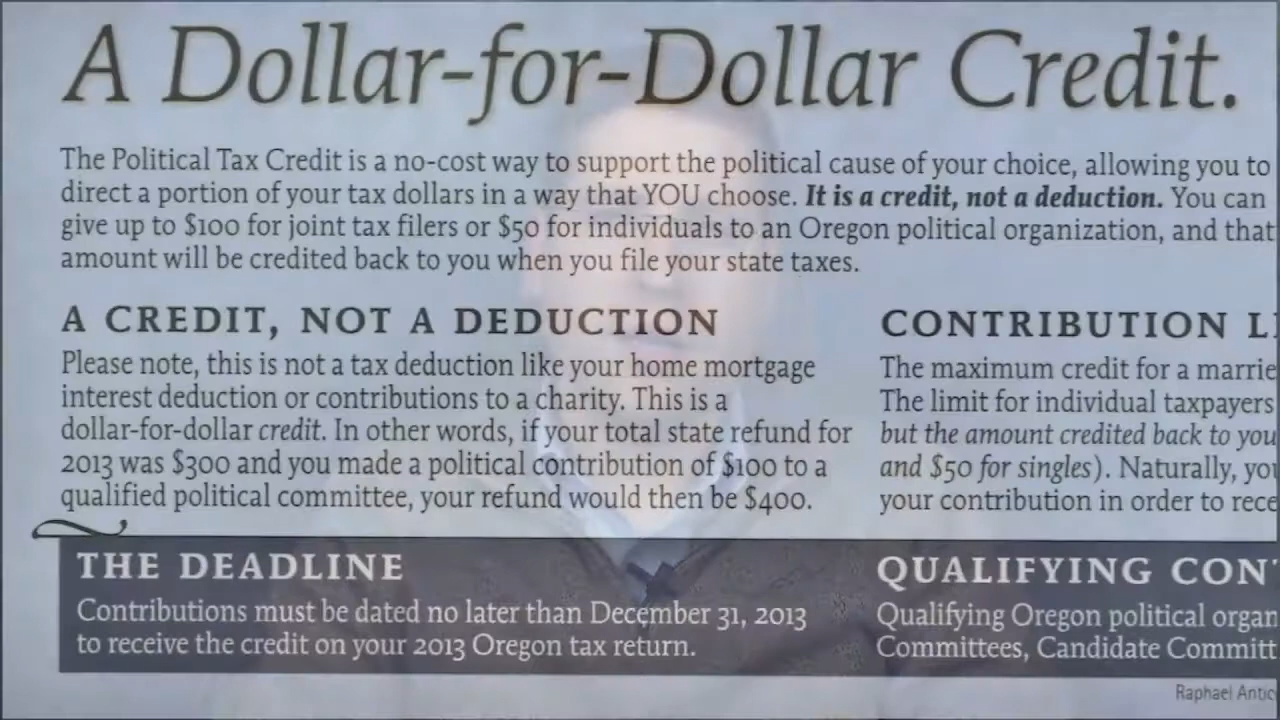 A Dollar-for-Dollar Credit.
The Political Tax Credit is a no-cost way to support the political cause of your choice, allowing you to
direct a portion of your tax dollars in a way that YOU choose. It is a credit, not a deduction. You can
give up to $100 for joint tax filers or $50 for individuals to an Oregon political organization, and that
amount will be credited back to you when you file your state taxes.
A CREDIT, NOT A DEDUCTION
Please note, this is not a tax deduction like your home mortgage
interest deduction or contributions to a charity. This is a
dollar-for-dollar credit. In other words, if your total state refund for
2013 was $300 and you made a political contribution of $100 to a
qualified political committee, your refund would then be $400.
CONTRIBUTION
The maximum credit for a
The limit for individual taxpayers
but the amount credited back to you
and $50 for singles). Naturally,
your contribution in order to
THE DEADLINE
Contributions must be dated no later than December 31, 2013
to receive the credit on your 2013 Oregon tax return.
QUALIFYING
Qualifying Oregon political
Committees, Candidate
Raphael